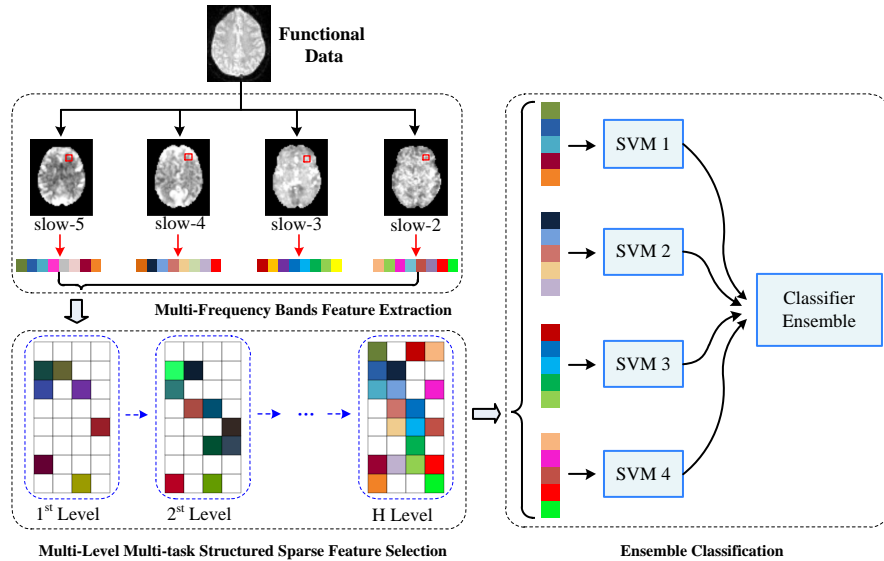 Functional
Data
slow-5
slow-4
slow-3
slow-2
Multi-Frequency Bands Feature Extraction
1st Level
2st Level
...
H Level
Multi-Level Multi-task Structured Sparse Feature Selection
SVM 1
SVM 2
SVM 3
SVM 4
Classifier
Ensemble
Ensemble Classification